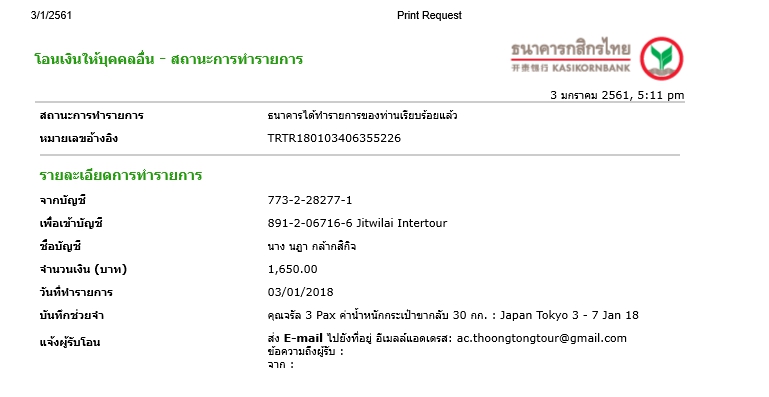 3/1/2561 Print Request
โอนเงินให้บุคคลอื่น - สถานะการทำรายการ
ธนาคารกสิกรไทย
开泰银行 KASIKORNBANK
3 มกราคม 2561, 5:11 pm
สถานะการทำรายการ ธนาคารได้ทำรายการของท่านเรียบร้อยแล้ว
หมายเลขอ้างอิง TRTR180103406355226
รายละเอียดการทำรายการ
จากบัญชี 773-2-28277-1
เพื่อเข้าบัญชี 891-2-06716-6 Jitwilai Intertour
ชื่อบัญชี นาง นฎา กล้ากสิกิจ
จำนวนเงิน (บาท) 1,650.00
วันที่ทำรายการ 03/01/2018
บันทึกช่วยจำ คุณจรัล 3 Pax ค่าน้ำหนักกระเป๋าขากลับ 30 กก. : Japan Tokyo 3 - 7 Jan 18
แจ้งผู้รับโอน ส่ง E-mail ไปยังที่อยู่ อีเมลล์แอดเดรส: ac.thoongtongtour@gmail.com
ข้อความถึงผู้รับ :
จาก :